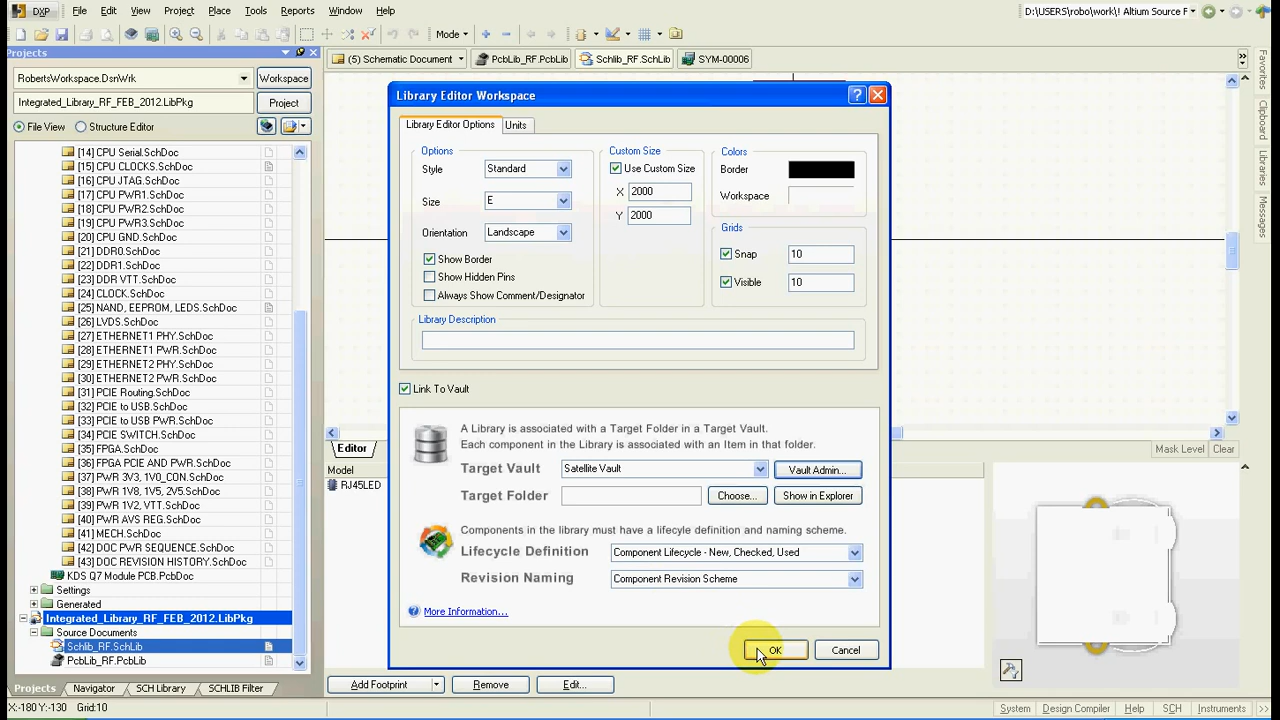 DXP File Edit View Project Place Tools Reports Window Help
D:\USERS\robo\work\! Altium Source F
Mode
Projects
(5) Schematic Document PcbLib_RF.PcbLib Schlib_RF.SchLib SYM-00006
RobertsWorkspace.DsnWrk Workspace
Integrated_Library_RF_FEB_2012.LibPkg Project
File View Structure Editor
[14] CPU Serial.SchDoc
[15] CPU CLOCKS.SchDoc
[16] CPU JTAG.SchDoc
[17] CPU PWR1.SchDoc
[18] CPU PWR2.SchDoc
[19] CPU PWR3.SchDoc
[20] CPU GND.SchDoc
[21] DDR0.SchDoc
[22] DDR1.SchDoc
[23] DDR VTT.SchDoc
[24] CLOCK.SchDoc
[25] NAND, EEPROM, LEDS.SchDoc
[26] LVDS.SchDoc
[27] ETHERNET1 PHY.SchDoc
[28] ETHERNET1 PWR.SchDoc
[29] ETHERNET2 PHY.SchDoc
[30] ETHERNET2 PWR.SchDoc
[31] PCIE Routing.SchDoc
[32] PCIE to USB.SchDoc
[33] PCIE to USB PWR.SchDoc
[34] PCIE SWITCH.SchDoc
[35] FPGA.SchDoc
[36] FPGA PCIE AND PWR.SchDoc
[37] PWR 3V3, 1V0_CON.SchDoc
[38] PWR 1V8, 1V5, 2V5.SchDoc
[39] PWR 1V2, VTT.SchDoc
[40] PWR AVS REG.SchDoc
[41] MECH.SchDoc
[42] DOC PWR SEQUENCE.SchDoc
[43] DOC REVISION HISTORY.SchDoc
KDS Q7 Module PCB.PcbDoc
Settings
Generated
Integrated_Library_RF_FEB_2012.LibPkg
Source Documents
Schlib_RF.SchLib
PcbLib_RF.PcbLib
Projects Navigator SCH Library SCHLIB Filter
Library Editor Workspace
Library Editor Options Units
Options
Style Standard
Size E
Orientation Landscape
Show Border
Show Hidden Pins
Always Show Comment/Designator
Custom Size
Use Custom Size
X 2000
Y 2000
Colors
Border
Workspace
Grids
Snap 10
Visible 10
Library Description
Link To Vault
A Library is associated with a Target Folder in a Target Vault.
Each component in the Library is associated with an Item in that folder.
Target Vault Satellite Vault Vault Admin...
Target Folder Choose... Show in Explorer
Components in the library must have a lifecyle definition and naming scheme.
Lifecycle Definition Component Lifecycle - New, Checked, Used
Revision Naming Component Revision Scheme
More Information...
OK Cancel
Editor
Mask Level Clear
Model
RJ45LED
Add Footprint Remove Edit...
Favorites
Clipboard
Libraries
Messages
X:-180 Y:-130 Grid:10
System Design Compiler Help SCH Instruments >>